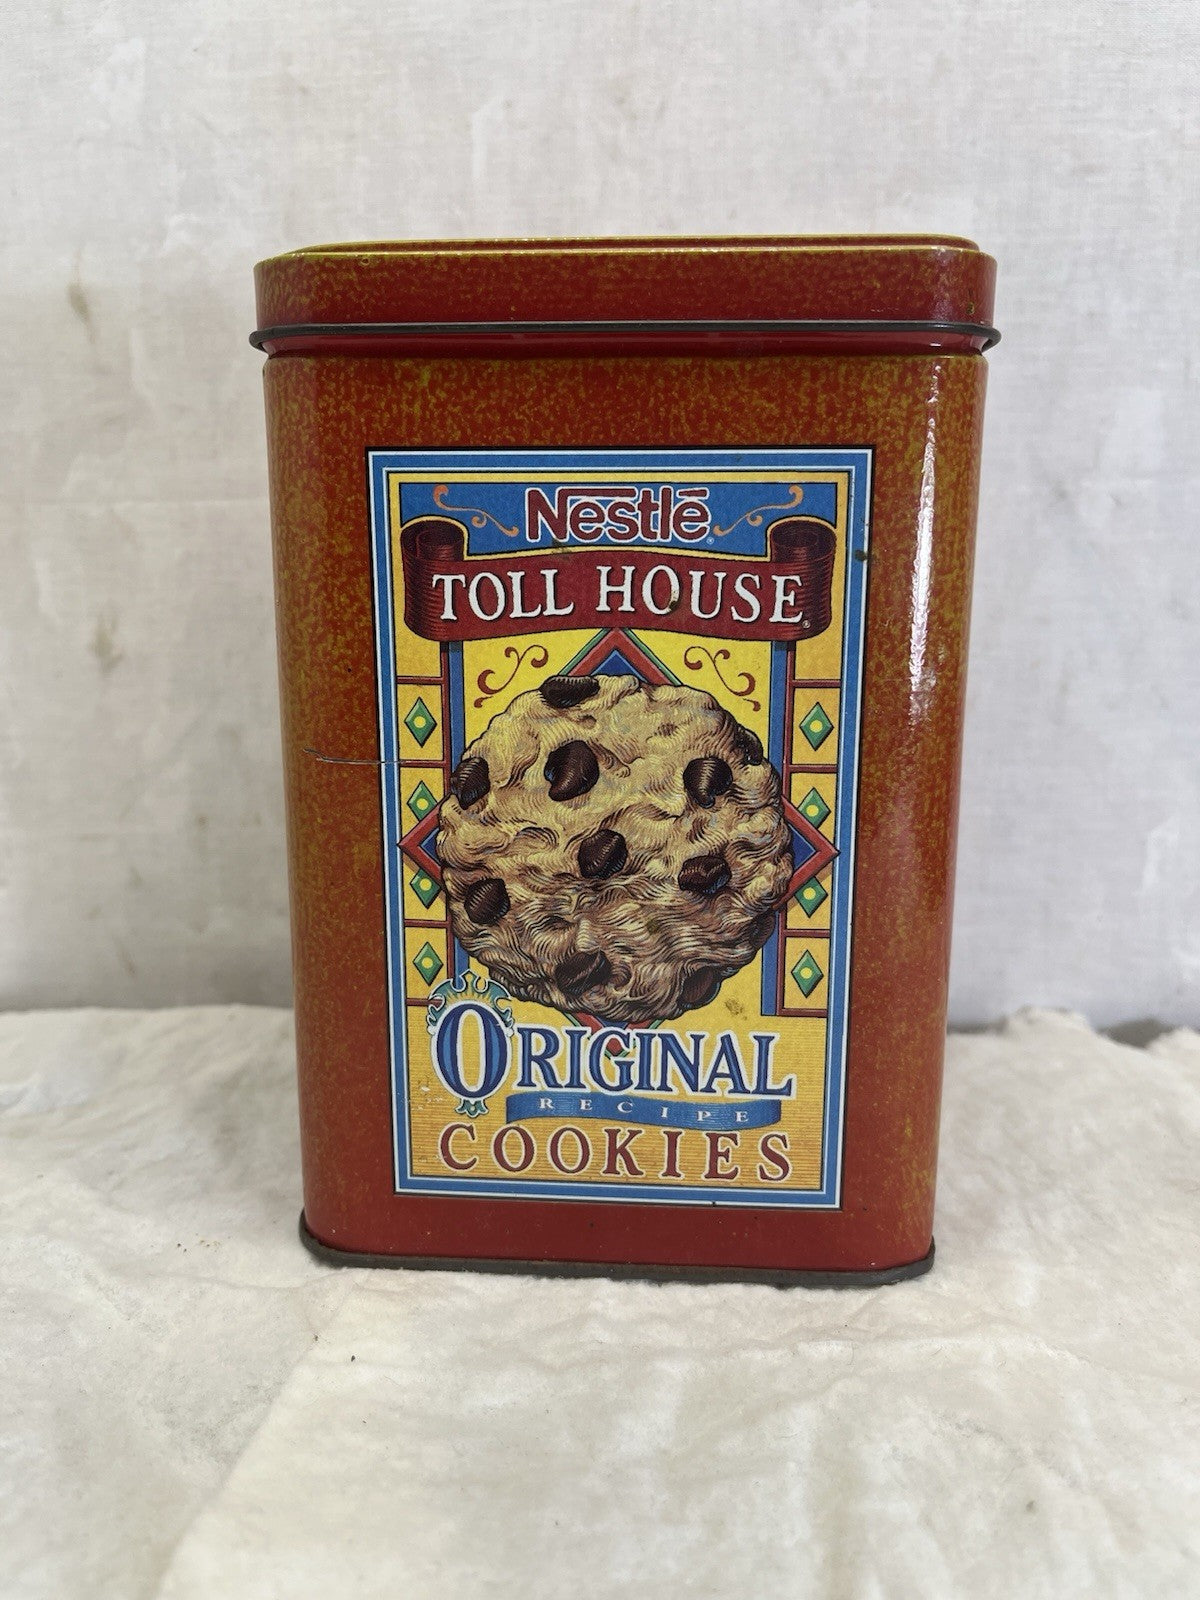 Nestlé®
TOLL HOUSE®
ORIGINAL
RECIPE
COOKIES